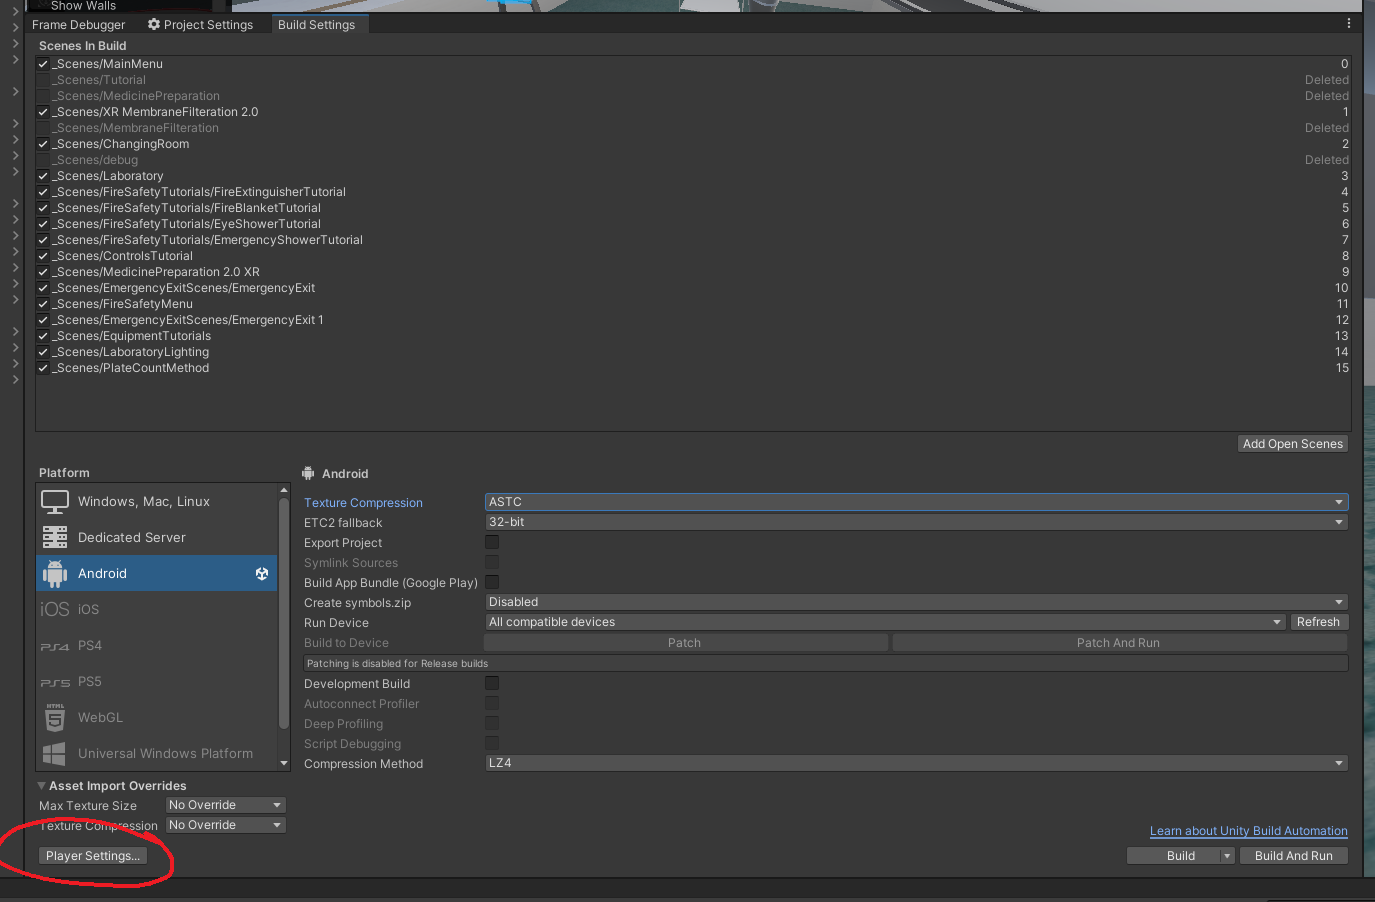 Show Walls
Frame Debugger Project Settings Build Settings
Scenes In Build
_Scenes/MainMenu 0
_Scenes/Tutorial Deleted
_Scenes/MedicinePreparation Deleted
_Scenes/XR MembraneFilteration 2.0 1
_Scenes/MembraneFilteration Deleted
_Scenes/ChangingRoom 2
_Scenes/debug Deleted
_Scenes/Laboratory 3
_Scenes/FireSafetyTutorials/FireExtinguisherTutorial 4
_Scenes/FireSafetyTutorials/FireBlanketTutorial 5
_Scenes/FireSafetyTutorials/EyeShowerTutorial 6
_Scenes/FireSafetyTutorials/EmergencyShowerTutorial 7
_Scenes/ControlsTutorial 8
_Scenes/MedicinePreparation 2.0 XR 9
_Scenes/EmergencyExitScenes/EmergencyExit 10
_Scenes/FireSafetyMenu 11
_Scenes/EmergencyExitScenes/EmergencyExit 1 12
_Scenes/EquipmentTutorials 13
_Scenes/LaboratoryLighting 14
_Scenes/PlateCountMethod 15
Add Open Scenes
Platform
Windows, Mac, Linux
Dedicated Server
Android
iOS iOS
PS4 PS4
PS5 PS5
HTML 5 WebGL
Universal Windows Platform
Android
Texture Compression ASTC
ETC2 fallback 32-bit
Export Project
Symlink Sources
Build App Bundle (Google Play)
Create symbols.zip Disabled
Run Device All compatible devices Refresh
Build to Device Patch Patch And Run
Patching is disabled for Release builds
Development Build
Autoconnect Profiler
Deep Profiling
Script Debugging
Compression Method LZ4
Asset Import Overrides
Max Texture Size No Override
Texture Compression No Override
Learn about Unity Build Automation
Player Settings... Build Build And Run